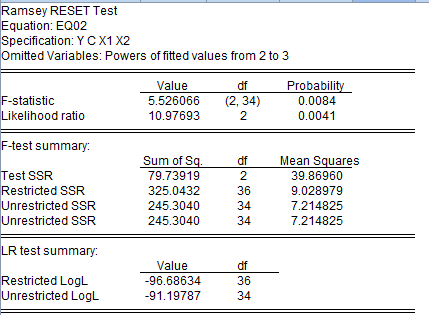 Ramsey RESET Test
Equation: EQ02
Specification: Y C X1 X2
Omitted Variables: Powers of fitted values from 2 to 3
Value df Probability
F-statistic 5.526066 (2, 34) 0.0084
Likelihood ratio 10.97693 2 0.0041
F-test summary:
Sum of Sq. df Mean Squares
Test SSR 79.73919 2 39.86960
Restricted SSR 325.0432 36 9.028979
Unrestricted SSR 245.3040 34 7.214825
Unrestricted SSR 245.3040 34 7.214825
LR test summary:
Value df
Restricted LogL -96.68634 36
Unrestricted LogL -91.19787 34